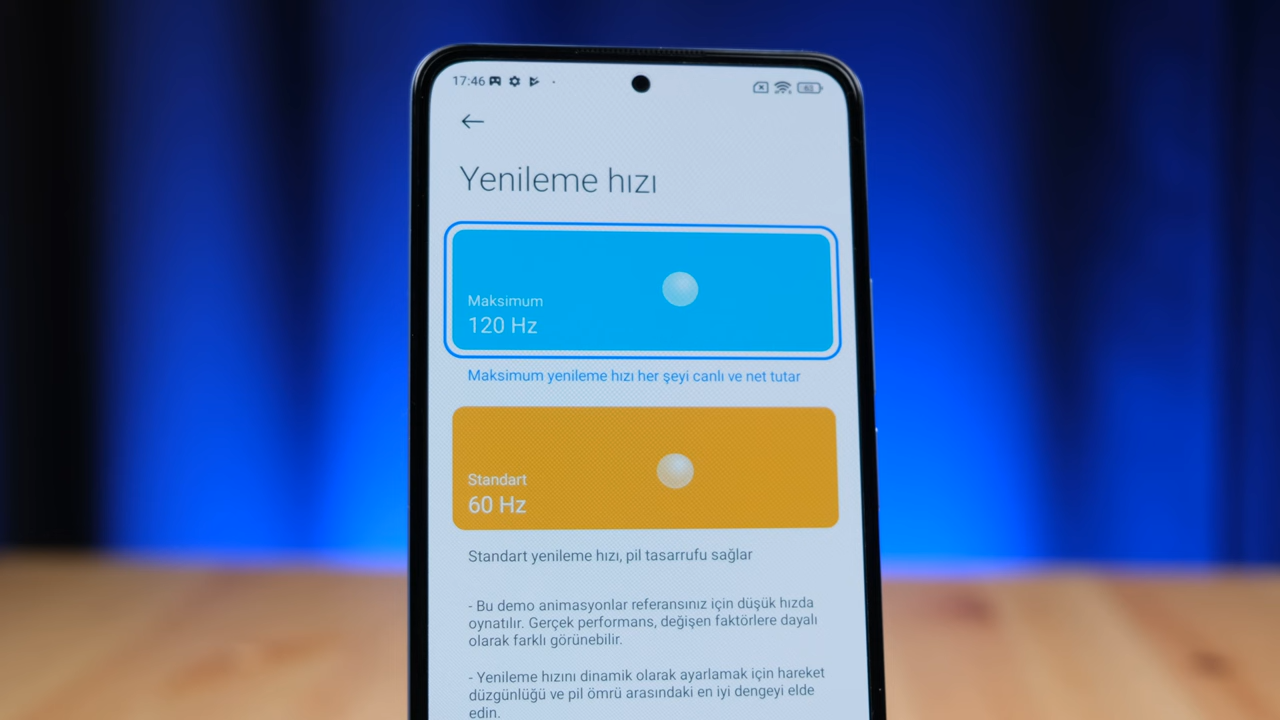 17:46
Yenileme hızı
Maksimum
120 Hz
Maksimum yenileme hızı her şeyi canlı ve net tutar
Standart
60 Hz
Standart yenileme hızı, pil tasarrufu sağlar
- Bu demo animasyonlar referansınız için düşük hızda
oynatılır. Gerçek performans, değişen faktörlere dayalı
olarak farklı görünebilir.
- Yenileme hızını dinamik olarak ayarlamak için hareket
düzgünlüğü ve pil ömrü arasındaki en iyi dengeyi elde
edin.